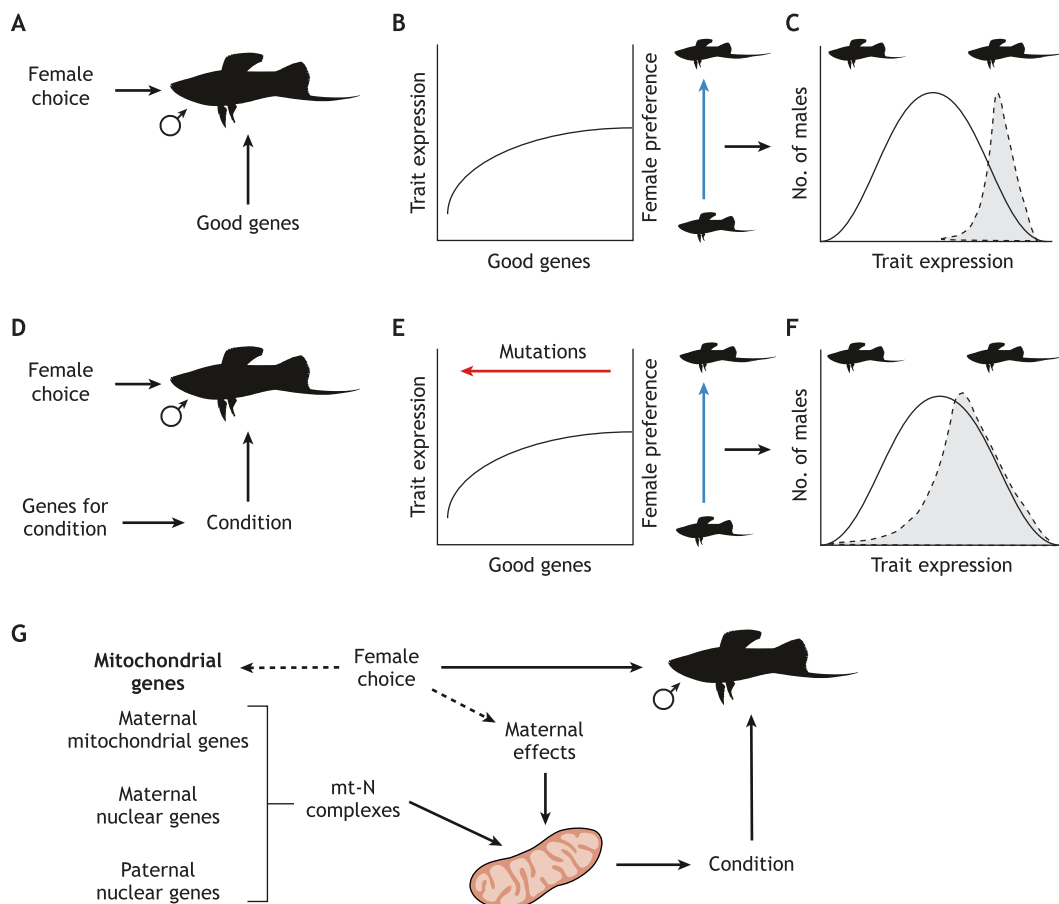 A
Female
choice
♂
Good genes
B
Trait expression
Good genes
Female preference
C
No. of males
Trait expression
D
Female
choice
♂
Genes for
condition
Condition
E
Mutations
Trait expression
Good genes
Female preference
F
No. of males
Trait expression
G
Mitochondrial
genes
Female
choice
♂
Maternal
mitochondrial genes
Maternal
effects
Maternal
nuclear genes
mt-N
complexes
Paternal
nuclear genes
Condition